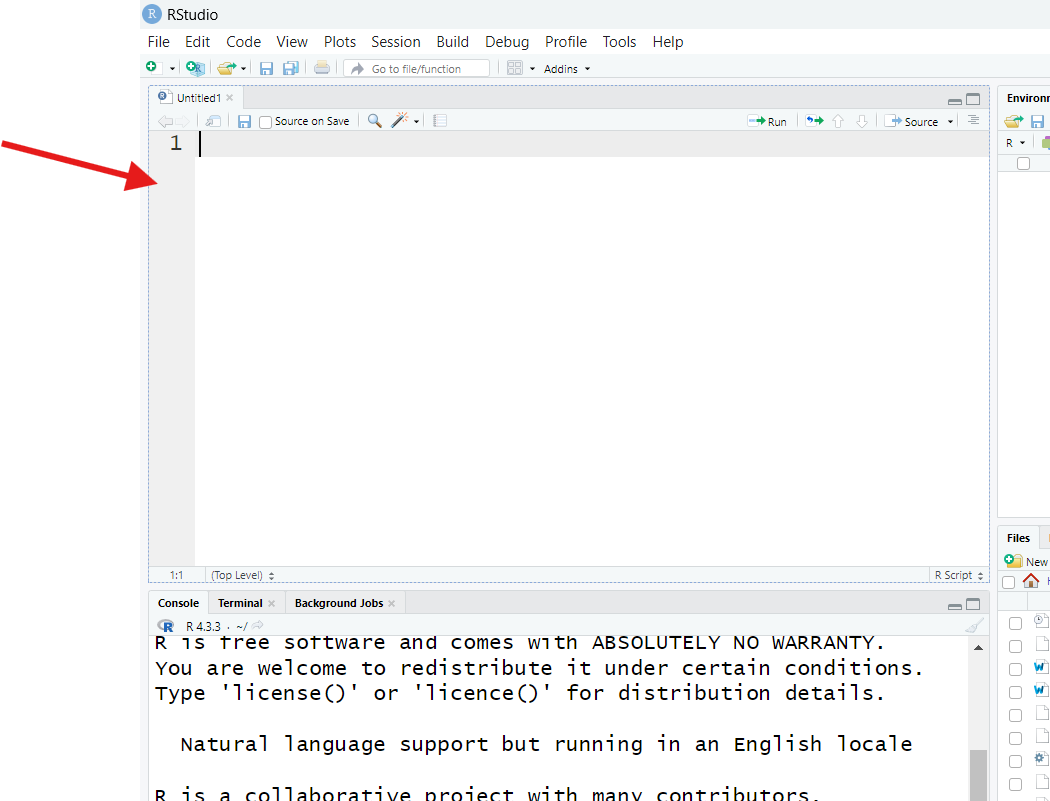 RStudio
File Edit Code View Plots Session Build Debug Profile Tools Help
Go to file/function Addins
Untitled1
Source on Save Run Source
1
1:1 (Top Level) R Script
Console Terminal Background Jobs
R 4.3.3 · ~/
R is free software and comes with ABSOLUTELY NO WARRANTY.
You are welcome to redistribute it under certain conditions.
Type 'license()' or 'licence()' for distribution details.
Natural language support but running in an English locale
R is a collaborative project with many contributors.
R
Files
New